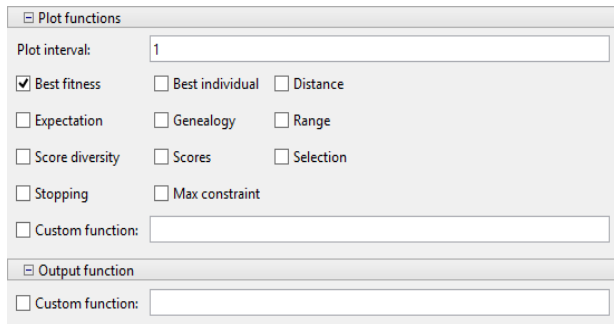 Plot functions
Plot interval: 1
Best fitness Best individual Distance
Expectation Genealogy Range
Score diversity Scores Selection
Stopping Max constraint
Custom function:
Output function
Custom function: